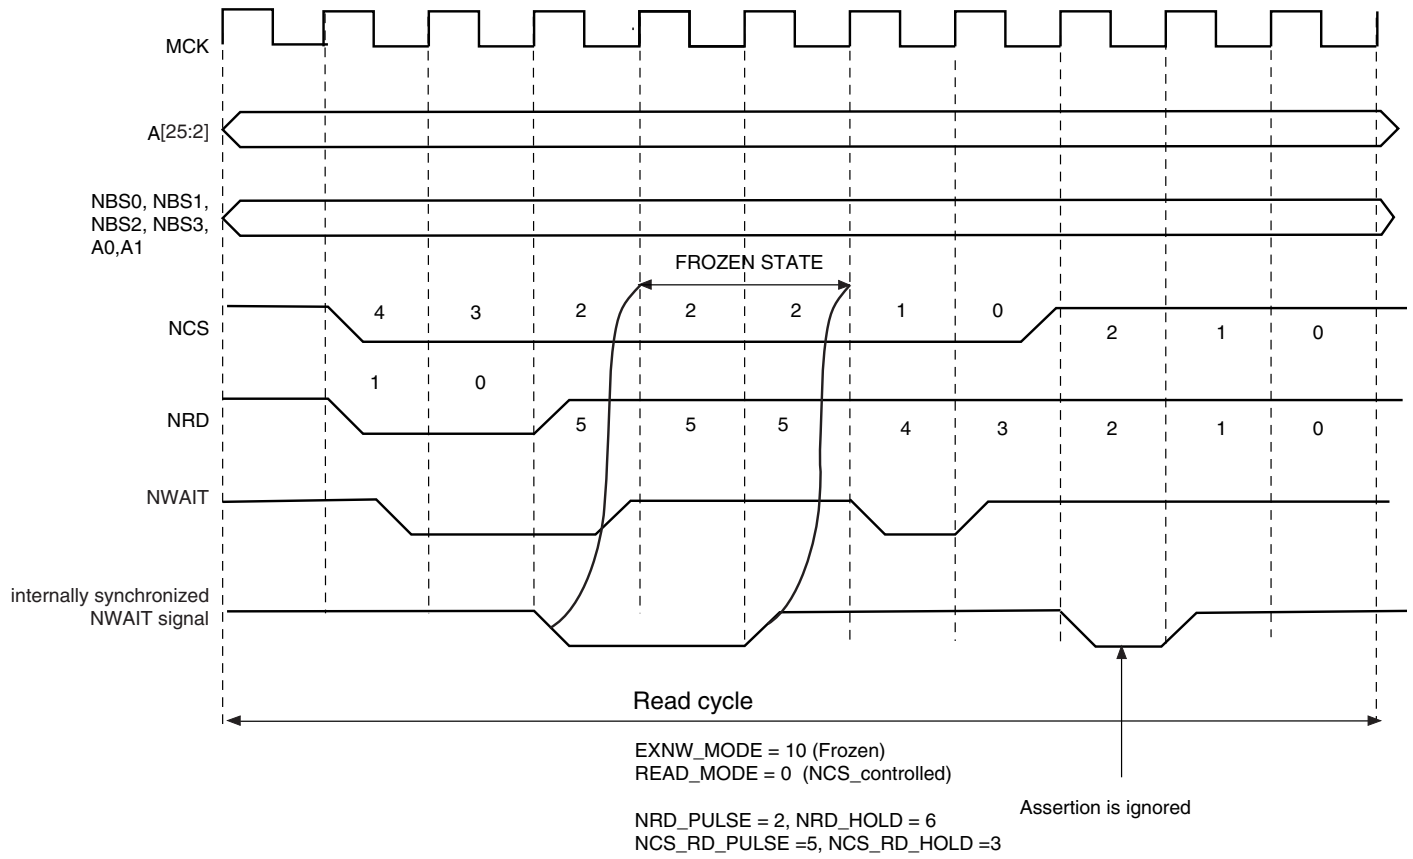 MCK
A[25:2]
NBS0, NBS1,
NBS2, NBS3,
A0,A1
FROZEN STATE
4 3 2 2 2 1 0
NCS
2 1 0
1 0
NRD
5 5 5 4 3 2 1 0
NWAIT
internally synchronized
NWAIT signal
Read cycle
EXNW_MODE = 10 (Frozen)
READ_MODE = 0 (NCS_controlled)
Assertion is ignored
NRD_PULSE = 2, NRD_HOLD = 6
NCS_RD_PULSE =5, NCS_RD_HOLD =3